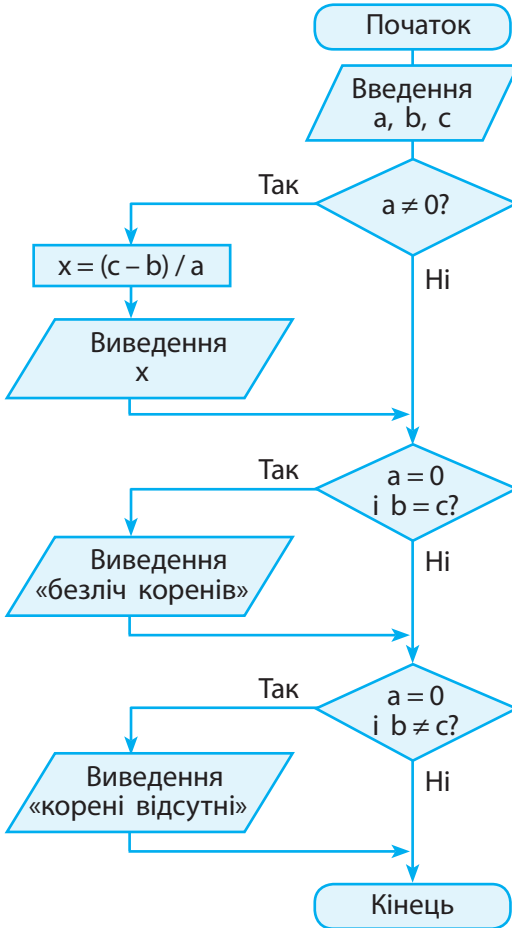 Початок
Введення
a, b, c
Так
a ≠ 0?
x = (c – b) / a
Ні
Виведення
x
Так
a = 0
і b = c?
Виведення
«безліч коренів»
Ні
Так
a = 0
і b ≠ c?
Виведення
«корені відсутні»
Ні
Кінець